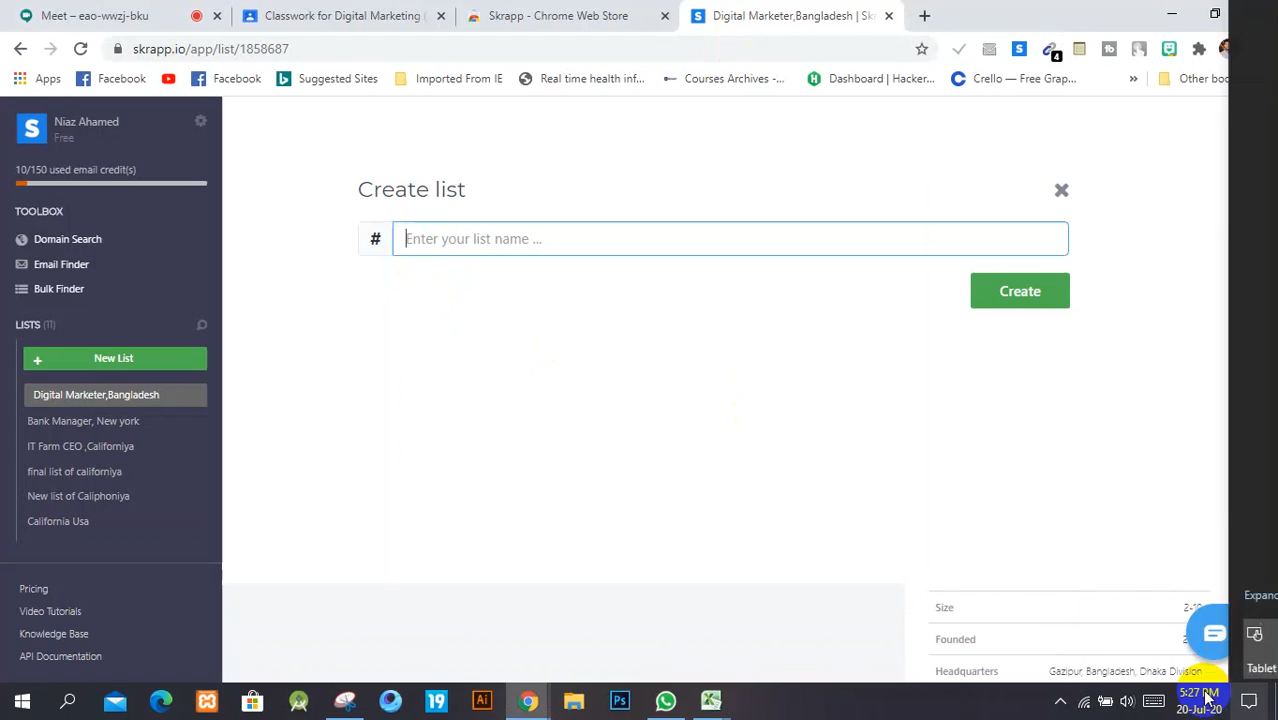 Meet – eao-wwzj-bku
Classwork for Digital Marketing (
Skrapp - Chrome Web Store
Digital Marketer,Bangladesh | Sk
skrapp.io/app/list/1858687
4
Apps
Facebook
Facebook
Suggested Sites
Imported From IE
Real time health inf...
Courses Archives -...
Dashboard | Hacker...
Crello — Free Grap...
»
Other boo
S
Niaz Ahamed
Free
10/150 used email credit(s)
TOOLBOX
Domain Search
Email Finder
Bulk Finder
LISTS (11)
+ New List
Digital Marketer,Bangladesh
Bank Manager, New york
IT Farm CEO ,Californiya
final list of californiya
New list of Caliphoniya
California Usa
Pricing
Video Tutorials
Knowledge Base
API Documentation
Create list
#
Enter your list name ...
Create
Size
2-10
Founded
Headquarters
Gazipur, Bangladesh, Dhaka Division
Expand
Tablet
19
Ai
Ps
5:27 PM
20-Jul-20